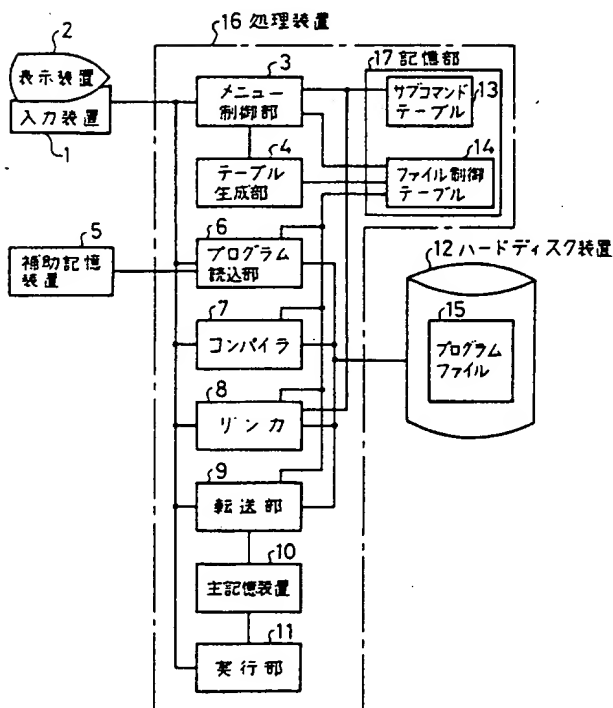 16 処理装置
2
表示装置
入力装置
1
3
メニュー
制御部
4
テーブル
生成部
17 記憶部
サブコマンド
テーブル
13
14
ファイル制御
テーブル
5
補助記憶
装置
6
プログラム
読込部
7
コンパイラ
8
リンカ
9
転送部
10
主記憶装置
11
実行部
12 ハードディスク装置
15
プログラム
ファイル